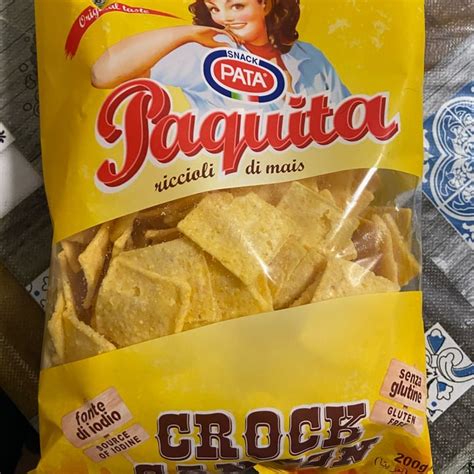 Original taste
SNACK
PATA'
Paquita
riccioli di mais
fonte
di iodio
SOURCE
OF IODINE
senza
glutine
GLUTEN
FREE
CROCK
200g